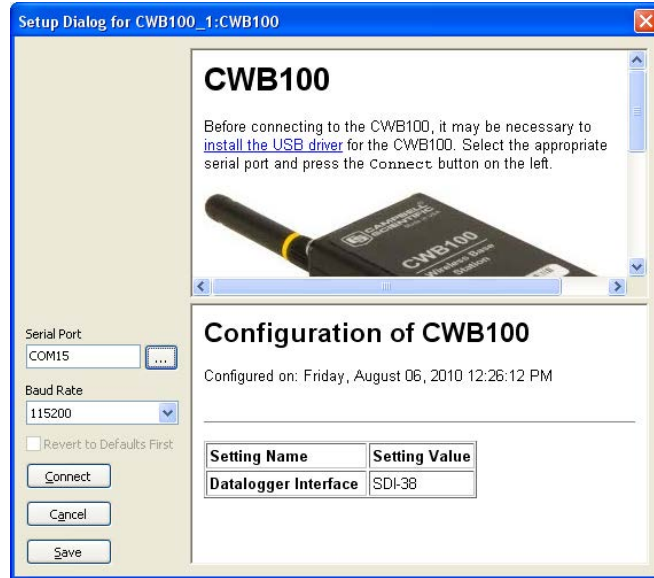 Setup Dialog for CWB100_1:CWB100
CWB100
Before connecting to the CWB100, it may be necessary to
install the USB driver for the CWB100. Select the appropriate
serial port and press the Connect button on the left.
CAMPBELL
SCIENTIFIC
CWB100
Wireless Base
Station
Serial Port
COM15
...
Baud Rate
115200
Revert to Defaults First
Connect
Cancel
Save
Configuration of CWB100
Configured on: Friday, August 06, 2010 12:26:12 PM
Setting Name Setting Value
Datalogger Interface SDI-38